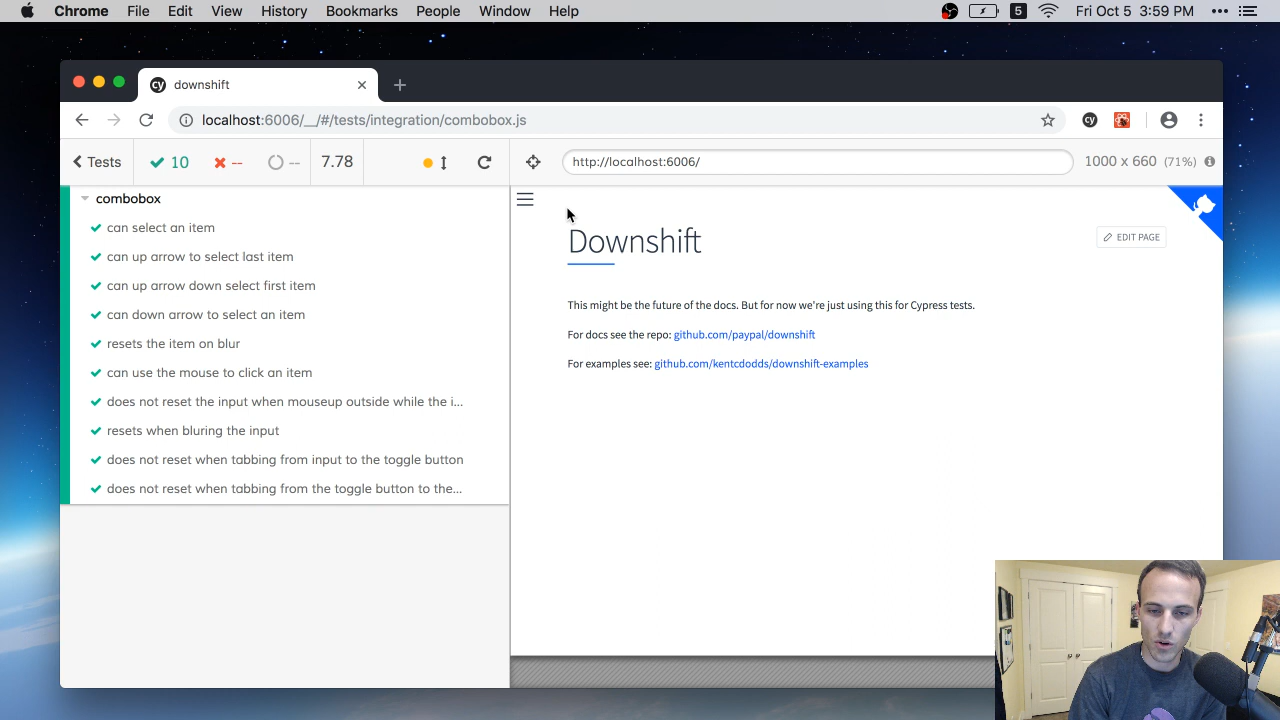 Chrome File Edit View History Bookmarks People Window Help 5 Fri Oct 5 3:59 PM
cy downshift
localhost:6006/__/#/tests/integration/combobox.js cy
Tests 10 -- -- 7.78 http://localhost:6006/ 1000 x 660 (71%)
combobox
can select an item
can up arrow to select last item
can up arrow down select first item
can down arrow to select an item
resets the item on blur
can use the mouse to click an item
does not reset the input when mouseup outside while the i...
resets when bluring the input
does not reset when tabbing from input to the toggle button
does not reset when tabbing from the toggle button to the...
Downshift
EDIT PAGE
This might be the future of the docs. But for now we're just using this for Cypress tests.
For docs see the repo: github.com/paypal/downshift
For examples see: github.com/kentcdodds/downshift-examples